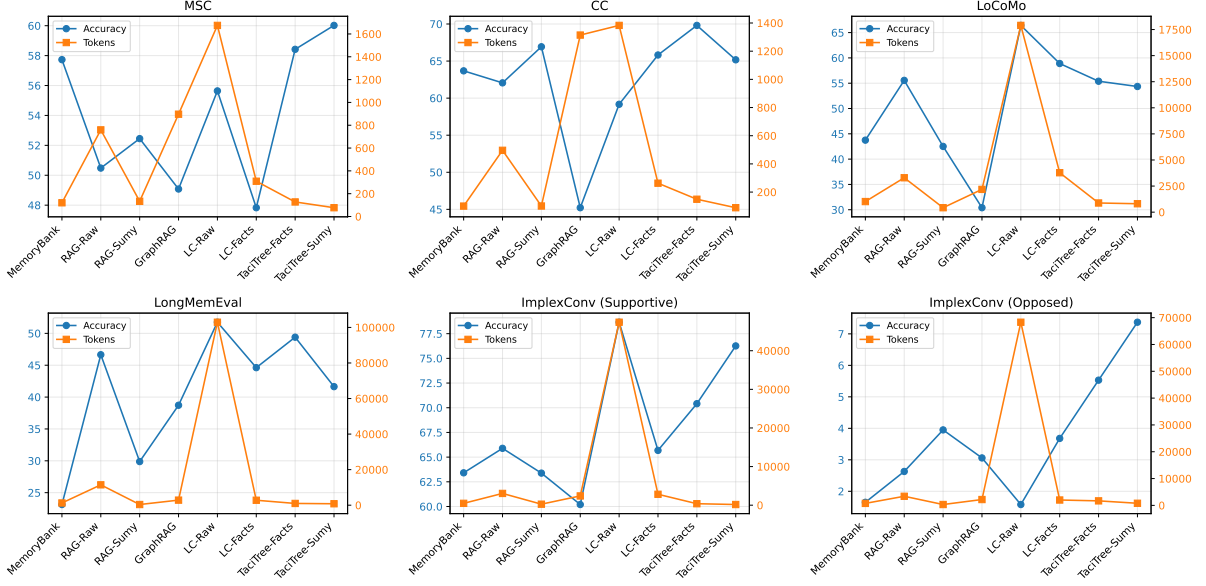 MSC
Accuracy
Tokens
60
58
56
54
52
50
48
1600
1400
1200
1000
800
600
400
200
0
MemoryBank
RAG-Raw
RAG-Sumy
GraphRAG
LC-Raw
LC-Facts
TaciTree-Facts
TaciTree-Sumy
CC
Accuracy
Tokens
70
65
60
55
50
45
1400
1200
1000
800
600
400
200
MemoryBank
RAG-Raw
RAG-Sumy
GraphRAG
LC-Raw
LC-Facts
TaciTree-Facts
TaciTree-Sumy
LoCoMo
Accuracy
Tokens
65
60
55
50
45
40
35
30
17500
15000
12500
10000
7500
5000
2500
0
MemoryBank
RAG-Raw
RAG-Sumy
GraphRAG
LC-Raw
LC-Facts
TaciTree-Facts
TaciTree-Sumy
LongMemEval
Accuracy
Tokens
50
45
40
35
30
25
100000
80000
60000
40000
20000
0
MemoryBank
RAG-Raw
RAG-Sumy
GraphRAG
LC-Raw
LC-Facts
TaciTree-Facts
TaciTree-Sumy
ImplexConv (Supportive)
Accuracy
Tokens
77.5
75.0
72.5
70.0
67.5
65.0
62.5
60.0
40000
30000
20000
10000
0
MemoryBank
RAG-Raw
RAG-Sumy
GraphRAG
LC-Raw
LC-Facts
TaciTree-Facts
TaciTree-Sumy
ImplexConv (Opposed)
Accuracy
Tokens
7
6
5
4
3
2
70000
60000
50000
40000
30000
20000
10000
0
MemoryBank
RAG-Raw
RAG-Sumy
GraphRAG
LC-Raw
LC-Facts
TaciTree-Facts
TaciTree-Sumy